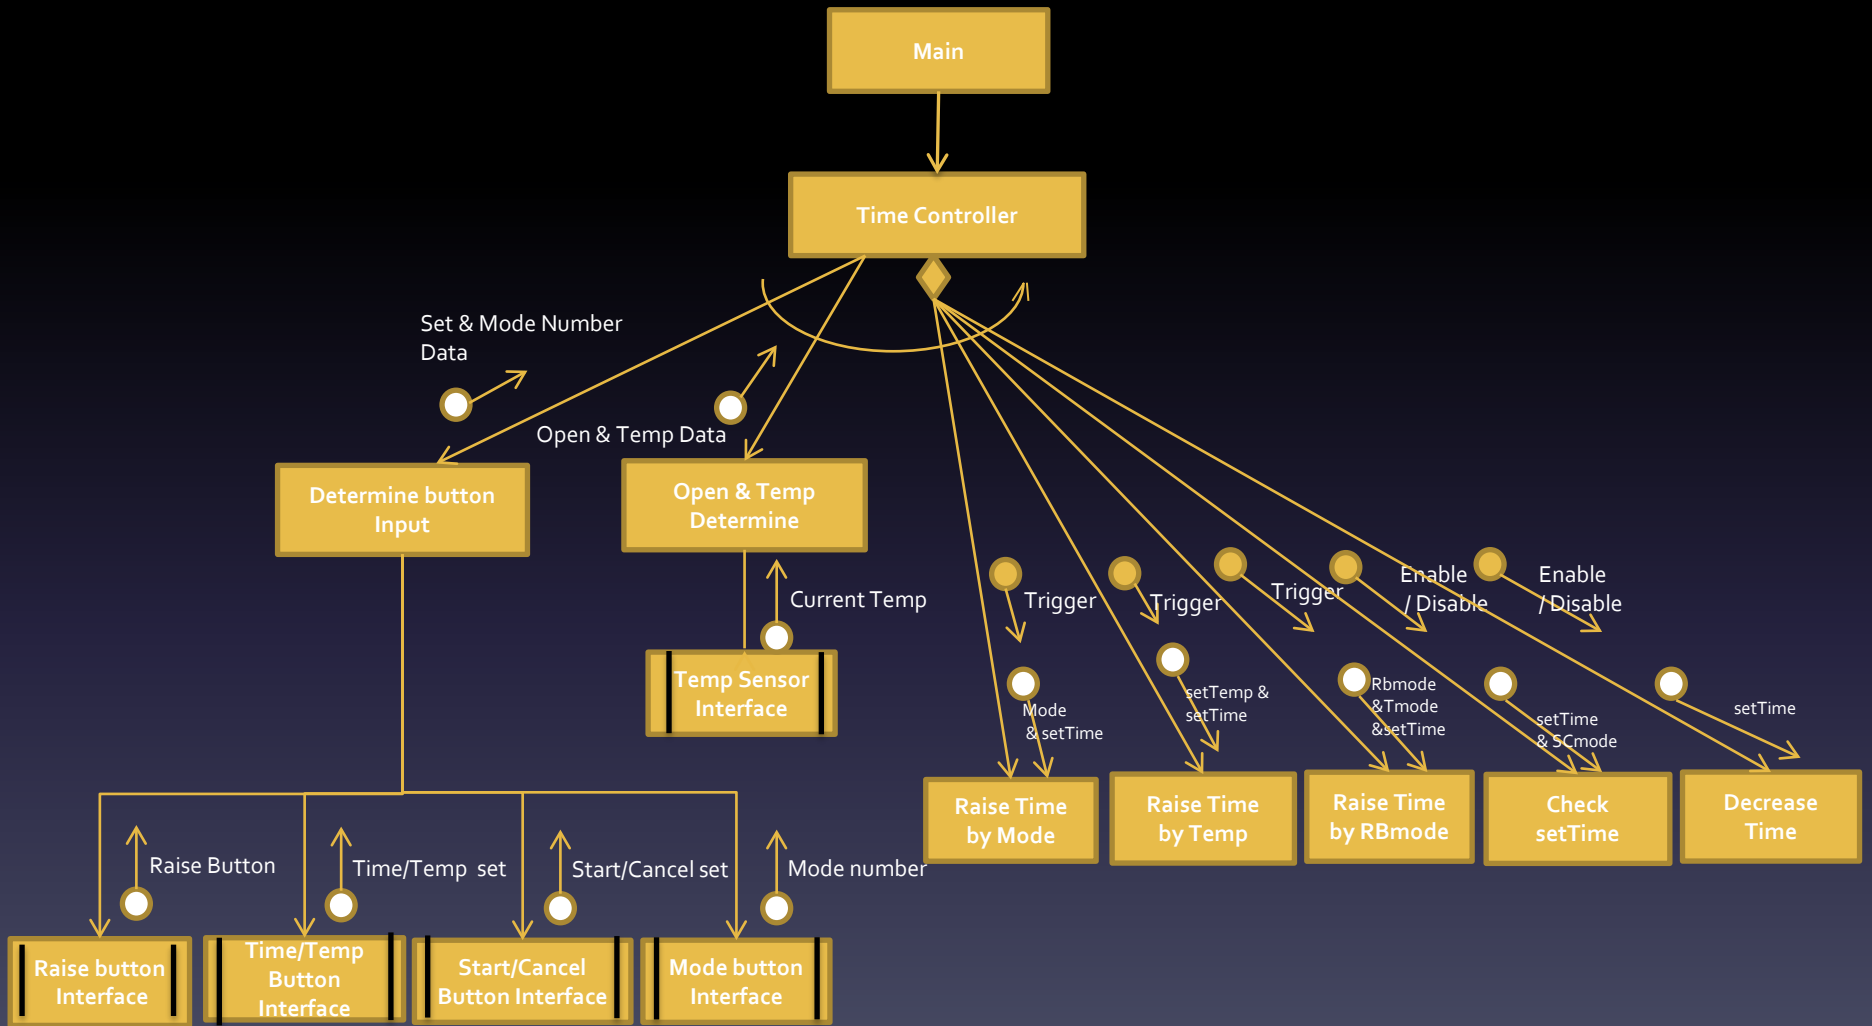 Main
Time Controller
Set & Mode Number
Data
Open & Temp Data
Determine button
Input
Open & Temp
Determine
Current Temp
Temp Sensor
Interface
Trigger
Trigger
Trigger
Enable
/ Disable
Enable
/ Disable
Mode
& setTime
setTemp &
setTime
Rbmode
&Tmode
&setTime
setTime
& SCmode
setTime
Raise Time
by Mode
Raise Time
by Temp
Raise Time
by RBmode
Check
setTime
Decrease
Time
Raise Button
Time/Temp  set
Start/Cancel set
Mode number
Raise button
Interface
Time/Temp
Button
Interface
Start/Cancel
Button Interface
Mode button
Interface